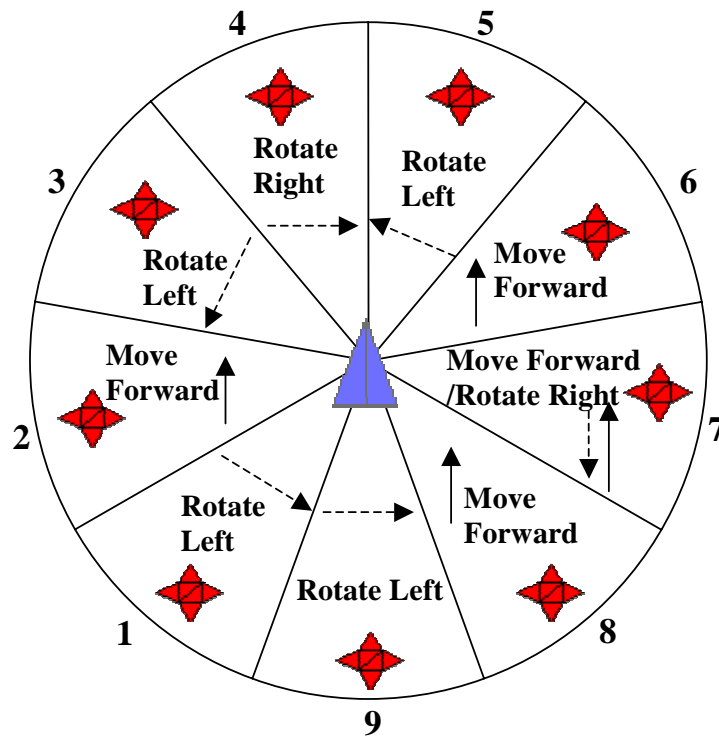 4
5
Rotate
Right
Rotate
Left
3
6
Rotate
Left
Move
Forward
Move
Forward
Move Forward
/Rotate Right
2
7
Rotate
Left
Move
Forward
Rotate Left
1
8
9